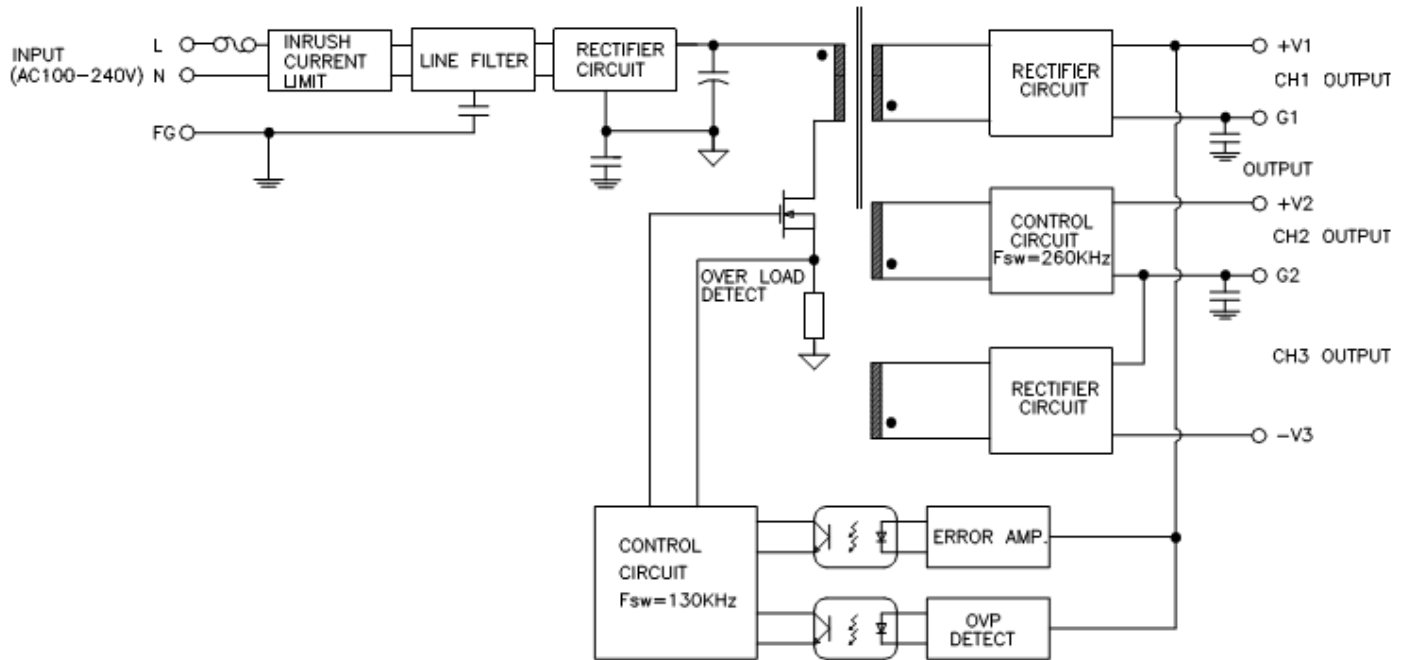 INPUT
(AC100-240V)
L
N
FG
INRUSH
CURRENT
LIMIT
LINE FILTER
RECTIFIER
CIRCUIT
RECTIFIER
CIRCUIT
+V1
CH1 OUTPUT
G1
OUTPUT
CONTROL
CIRCUIT
Fsw=260KHz
+V2
CH2 OUTPUT
G2
OVER LOAD
DETECT
CH3 OUTPUT
RECTIFIER
CIRCUIT
-V3
CONTROL
CIRCUIT
Fsw=130KHz
ERROR AMP.
OVP
DETECT